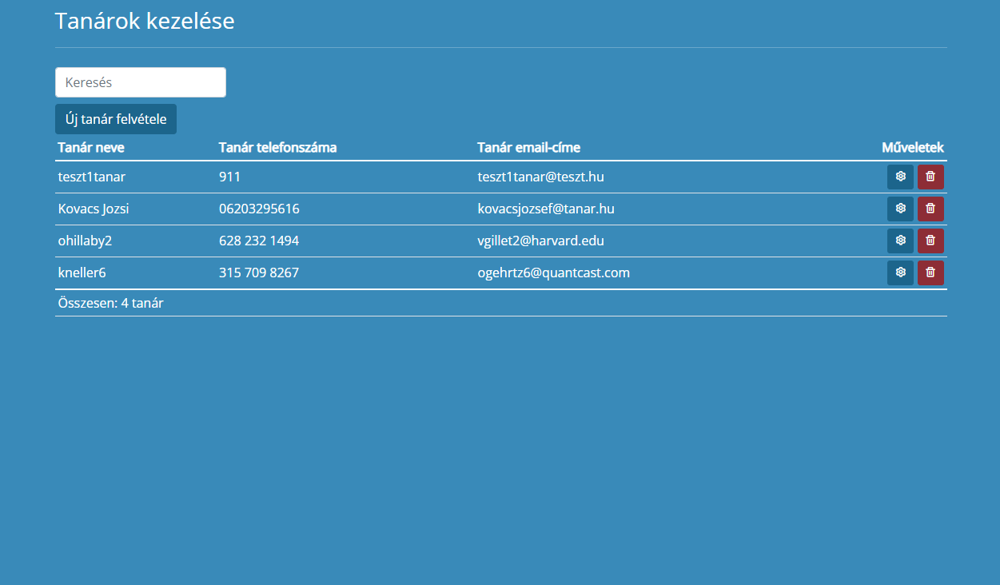 Tanárok kezelése
Keresés
Új tanár felvétele
Tanár neve Tanár telefonszáma Tanár email-címe Műveletek
teszt1tanar 911 teszt1tanar@teszt.hu
Kovacs Jozsi 06203295616 kovacsjozsef@tanar.hu
ohillaby2 628 232 1494 vgillet2@harvard.edu
kneller6 315 709 8267 ogehrtz6@quantcast.com
Összesen: 4 tanár